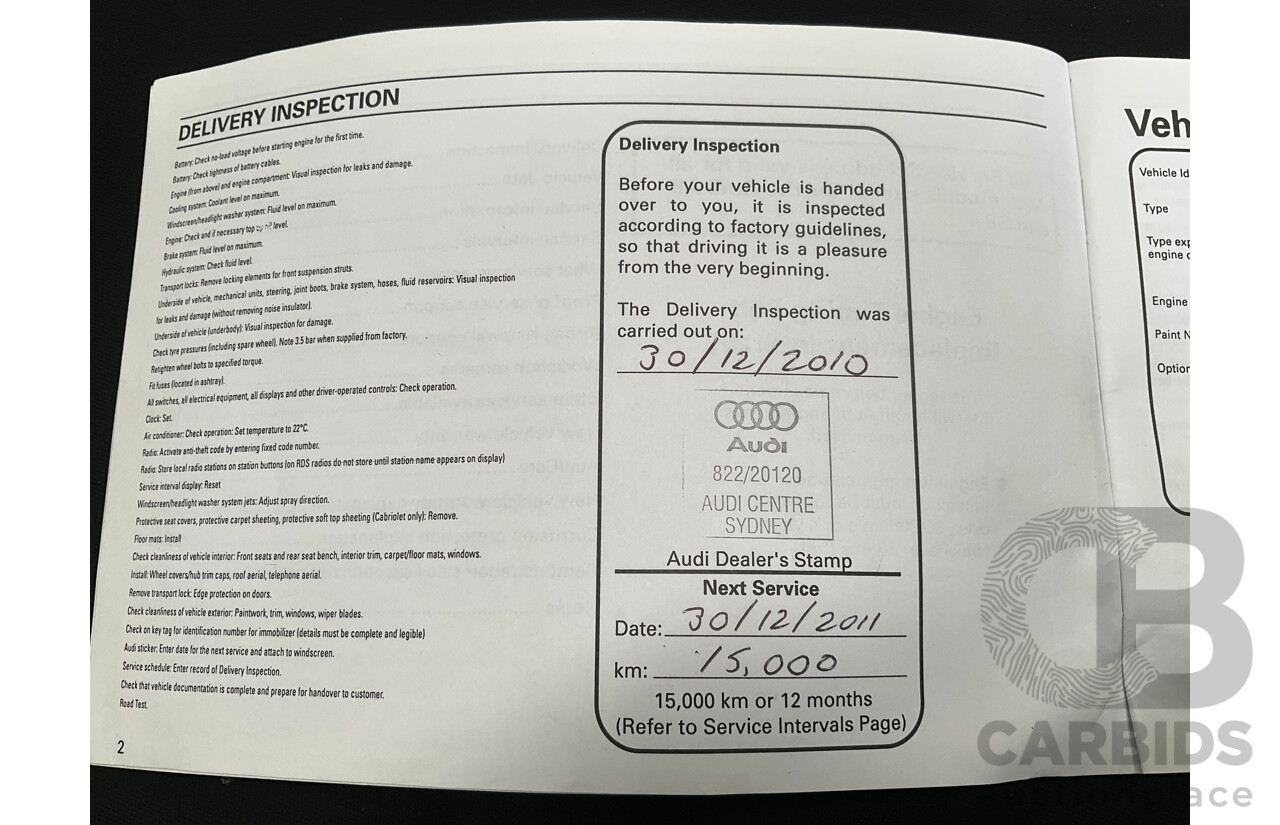 DELIVERY INSPECTION
Battery: Check no-load voltage before starting engine for the first time.
Battery: Check tightness of battery cables.
Engine (from above) and engine compartment: Visual inspection for leaks and damage.
Cooling system: Coolant level on maximum.
Windscreen/headlight washer system: Fluid level on maximum.
Engine: Check and if necessary top up oil level.
Brake system: Fluid level on maximum.
Hydraulic system: Check fluid level.
Transport locks: Remove locking elements for front suspension struts.
Underside of vehicle, mechanical units, steering, joint boots, brake system, hoses, fluid reservoirs: Visual inspection
for leaks and damage (without removing noise insulator).
Underside of vehicle (underbody): Visual inspection for damage.
Check tyre pressures (including spare wheel). Note 3.5 bar when supplied from factory.
Retighten wheel bolts to specified torque.
Fit fuses (located in ashtray).
All switches, all electrical equipment, all displays and other driver-operated controls: Check operation.
Clock: Set.
Air conditioner: Check operation: Set temperature to 22°C.
Radio: Activate anti-theft code by entering fixed code number.
Radio: Store local radio stations on station buttons (on RDS radios do not store until station name appears on display)
Service interval display: Reset
Windscreen/headlight washer system jets: Adjust spray direction.
Protective seat covers, protective carpet sheeting, protective soft top sheeting (Cabriolet only): Remove.
Floor mats: Install
Check cleanliness of vehicle interior: Front seats and rear seat bench, interior trim, carpet/floor mats, windows.
Install: Wheel covers/hub trim caps, roof aerial, telephone aerial.
Remove transport lock: Edge protection on doors.
Check cleanliness of vehicle exterior: Paintwork, trim, windows, wiper blades.
Check on key tag for identification number for immobilizer (details must be complete and legible)
Audi sticker: Enter date for the next service and attach to windscreen.
Service schedule: Enter record of Delivery Inspection.
Check that vehicle documentation is complete and prepare for handover to customer.
Road Test.
2
Delivery Inspection
Before your vehicle is handed
over to you, it is inspected
according to factory guidelines,
so that driving it is a pleasure
from the very beginning.
The Delivery Inspection was
carried out on:
30/12/2010
Audi
822/20120
AUDI CENTRE
SYDNEY
Audi Dealer's Stamp
Next Service
Date: 30/12/2011
km: 15,000
15,000 km or 12 months
(Refer to Service Intervals Page)
Veh
Vehicle Id
Type
Type exp
engine c
Engine
Paint N
Option
CB
CARBIDS